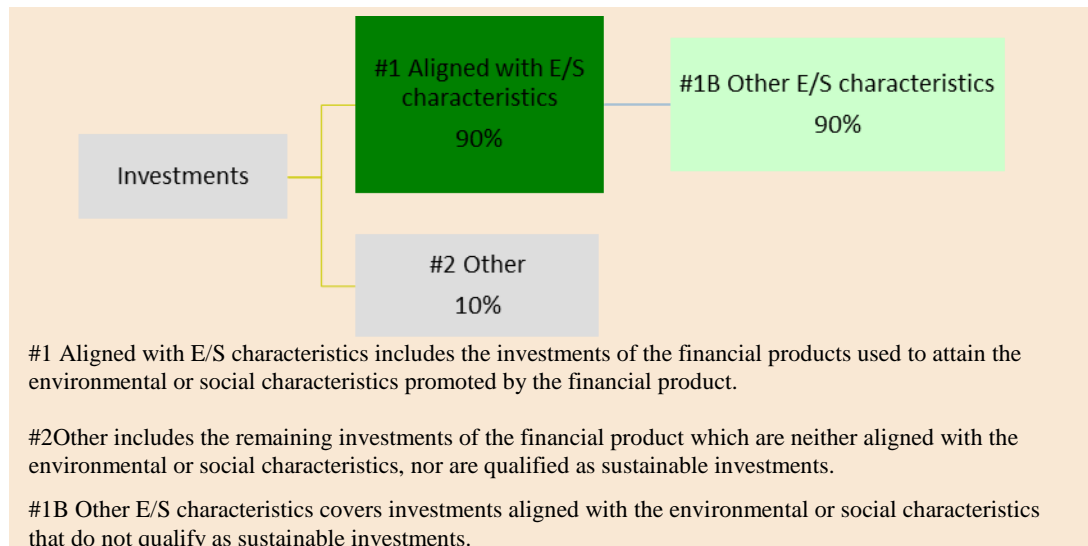 #1 Aligned with E/S
characteristics
90%
#1B Other E/S characteristics
90%
Investments
#2 Other
10%
#1 Aligned with E/S characteristics includes the investments of the financial products used to attain the
environmental or social characteristics promoted by the financial product.
#2Other includes the remaining investments of the financial product which are neither aligned with the
environmental or social characteristics, nor are qualified as sustainable investments.
#1B Other E/S characteristics covers investments aligned with the environmental or social characteristics
that do not qualify as sustainable investments.